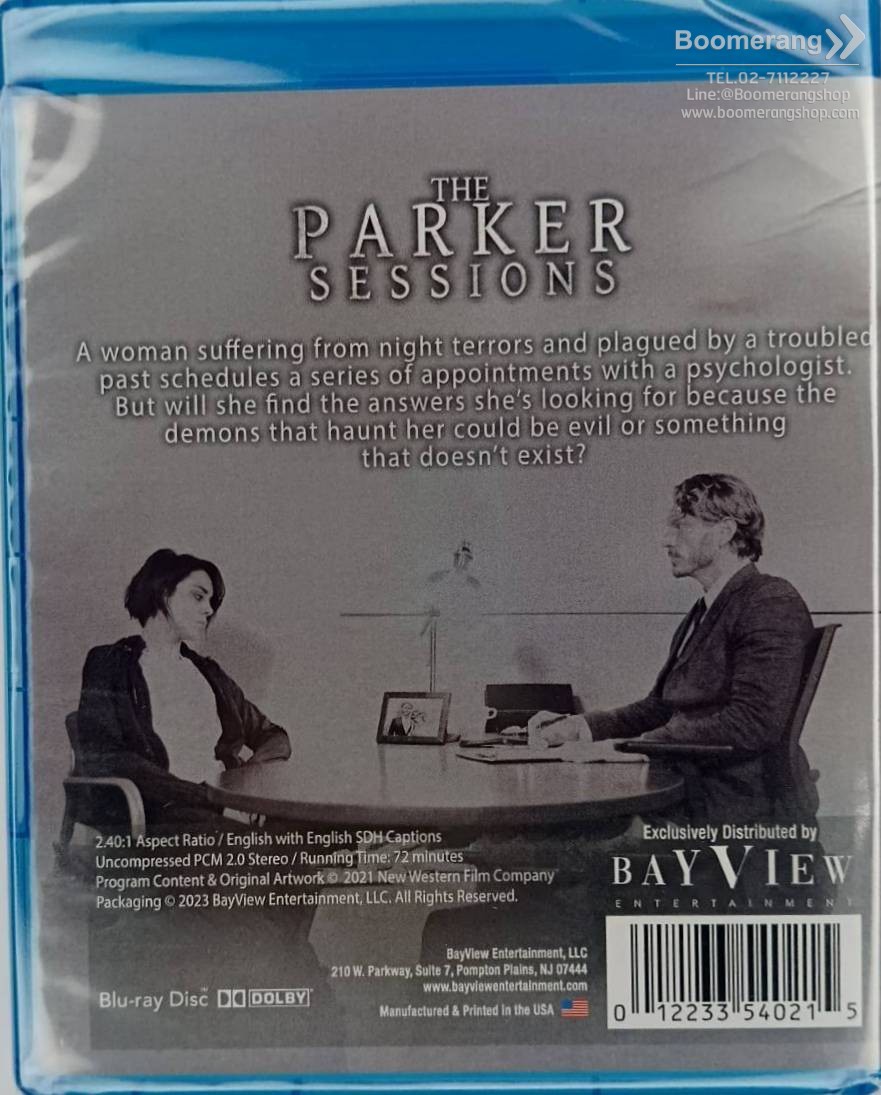 Boomerang
TEL.02-7112227
Line:@Boomerangshop
www.boomerangshop.com
THE
PARKER
SESSIONS
A woman suffering from night terrors and plagued by a troubled
past schedules a series of appointments with a psychologist.
But will she find the answers she's looking for because the
demons that haunt her could be evil or something
that doesn't exist?
2.40:1 Aspect Ratio / English with English SDH Captions
Uncompressed PCM 2.0 Stereo / Running Time: 72 minutes
Program Content & Original Artwork © 2021 New Western Film Company
Packaging © 2023 BayView Entertainment, LLC. All Rights Reserved.
Exclusively Distributed by
BAYVIEW
ENTERTAINMENT
BayView Entertainment, LLC
210 W. Parkway, Suite 7, Pompton Plains, NJ 07444
www.bayviewentertainment.com
Manufactured & Printed in the USA
Blu-ray Disc™ DOLBY
0 12233 54021 5